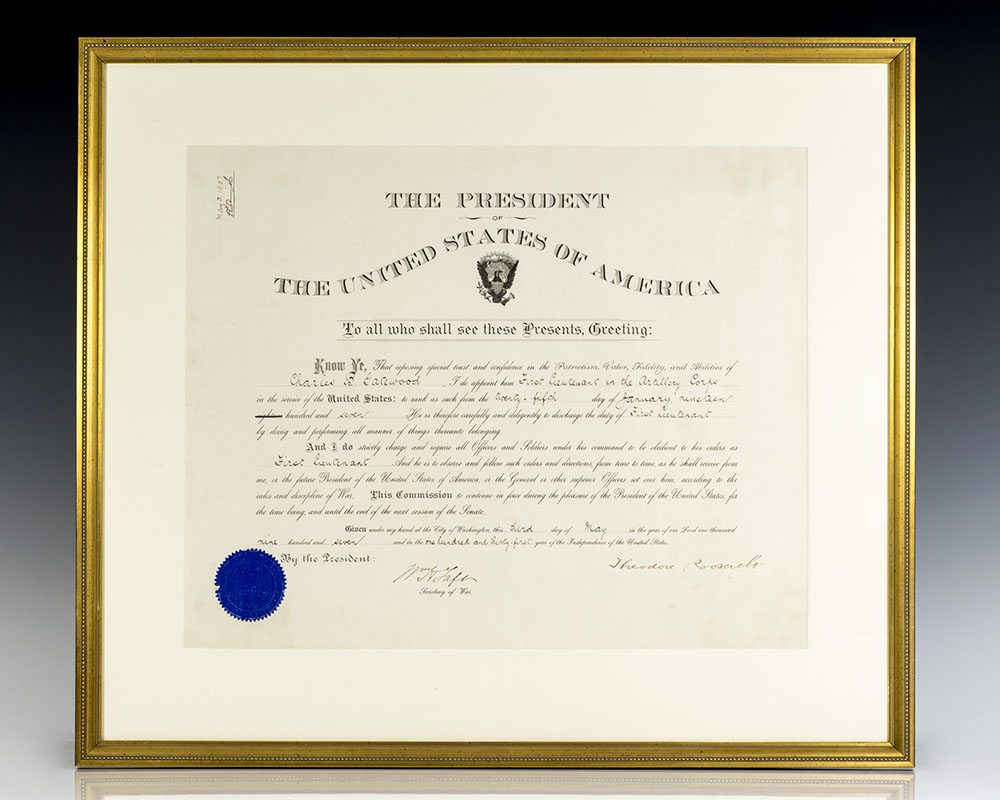 May 3 1907
THE PRESIDENT
OF
THE UNITED STATES OF AMERICA
To all who shall see these Presents, Greeting:
Know Ye, That reposing special trust and confidence in the Patriotism, Valor, Fidelity, and Abilities of
Charles B. Gatewood, I do appoint him First Lieutenant in the Artillery Corps
in the service of the United States: to rank as such from the twenty-fifth day of January nineteen
hundred and seven He is therefore carefully and diligently to discharge the duty of First Lieutenant
by doing and performing all manner of things thereunto belonging.
And I do strictly charge and require all Officers and Soldiers under his command to be obedient to his orders as
First Lieutenant And he is to observe and follow such orders and directions, from time to time, as he shall receive from
me, or the future President of the United States of America, or the General or other superior Officers set over him, according to the
rules and discipline of War. This Commission to continue in force during the pleasure of the President of the United States, for
the time being, and until the end of the next session of the Senate.
Given under my hand at the City of Washington, this third day of May in the year of our Lord one thousand
nine hundred and seven and in the one hundred and thirty-first year of the Independence of the United States.
By the President:
Theodore Roosevelt
Wm H Taft
Secretary of War.